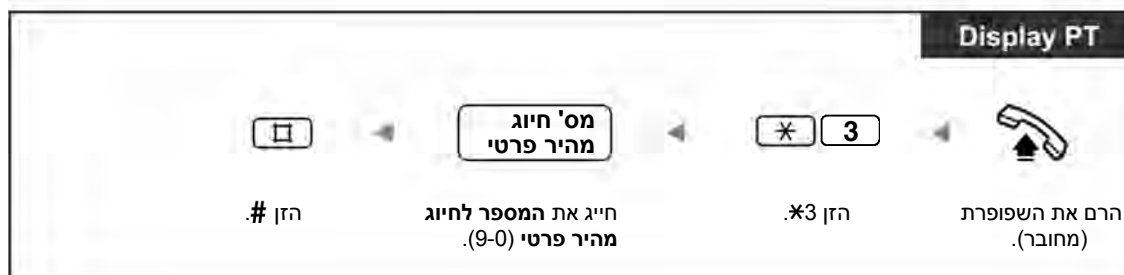 Display PT
3 *
מס' חיוג
מהיר פרטי
#
הרם את השפופרת
(מחובר).
הזן 3*.
חייג את המספר לחיוג
מהיר פרטי (9-0).
הזן #.